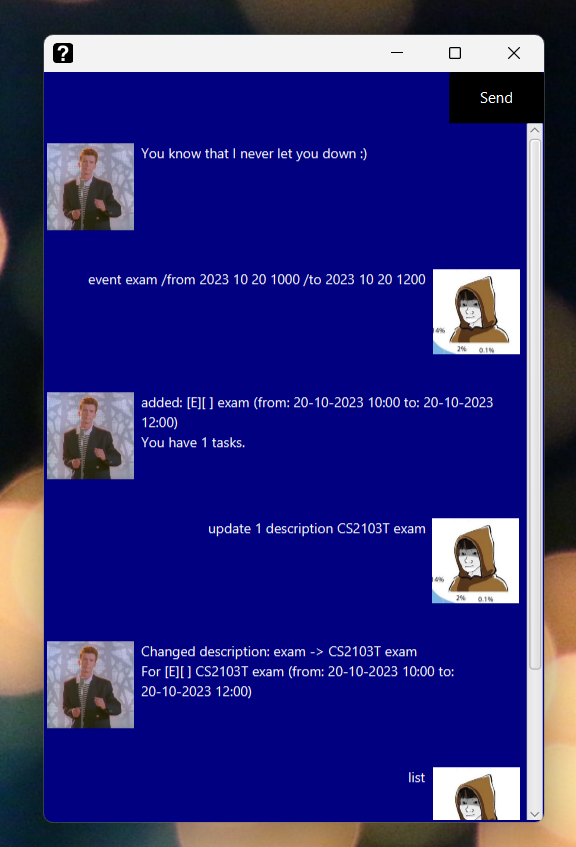 ?
Send
You know that I never let you down :)
event exam /from 2023 10 20 1000 /to 2023 10 20 1200
14%
2% 0.1%
added: [E][ ] exam (from: 20-10-2023 10:00 to: 20-10-2023
12:00)
You have 1 tasks.
update 1 description CS2103T exam
14%
2% 0.1%
Changed description: exam -> CS2103T exam
For [E][ ] CS2103T exam (from: 20-10-2023 10:00 to:
20-10-2023 12:00)
list